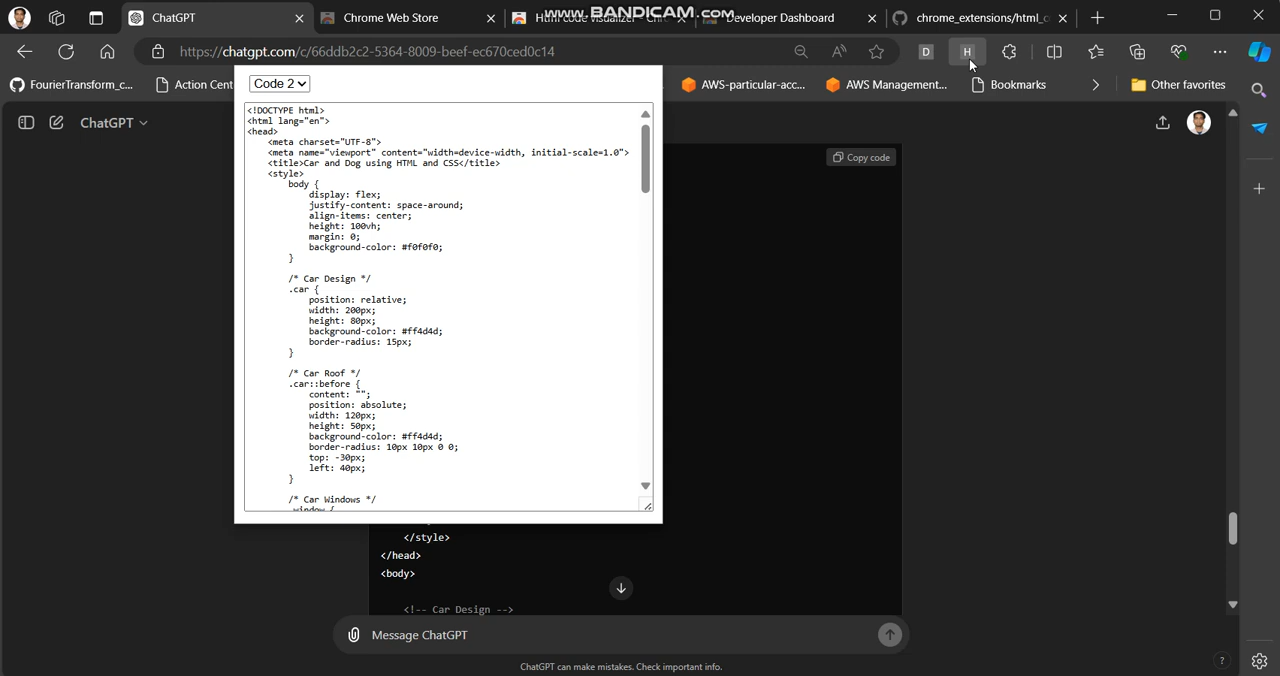 ChatGPT
Chrome Web Store
Developer Dashboard
chrome_extensions/html_c
www.BANDICAM.com
https://chatgpt.com/c/66ddb2c2-5364-8009-beef-ec670ced0c14
D
H
FourierTransform_c...
Action Cent
AWS-particular-acc...
AWS Management...
Bookmarks
Other favorites
Code 2
ChatGPT
Copy code
<!DOCTYPE html>
<html lang="en">
<head>
<meta charset="UTF-8">
<meta name="viewport" content="width=device-width, initial-scale=1.0">
<title>Car and Dog using HTML and CSS</title>
<style>
body {
display: flex;
justify-content: space-around;
align-items: center;
height: 100vh;
margin: 0;
background-color: #f0f0f0;
}
/* Car Design */
.car {
position: relative;
width: 200px;
height: 80px;
background-color: #ff4d4d;
border-radius: 15px;
}
/* Car Roof */
.car::before {
content: "";
position: absolute;
width: 120px;
height: 50px;
background-color: #ff4d4d;
border-radius: 10px 10px 0 0;
top: -30px;
left: 40px;
}
/* Car Windows */
.window {
</style>
</head>
<body>
<!-- Car Design -->
Message ChatGPT
ChatGPT can make mistakes. Check important info.
?